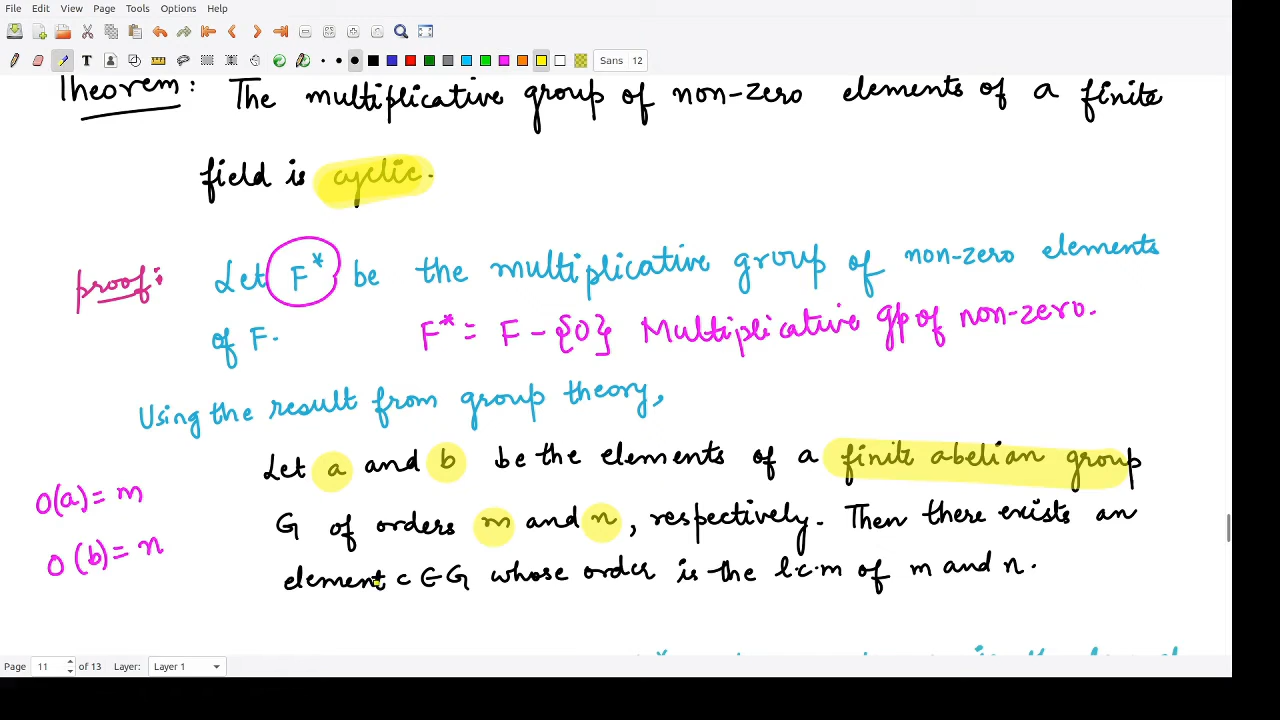 File Edit View Page Tools Options Help
Sans 12
Theorem: The multiplicative group of non-zero elements of a finite
field is cyclic.
proof: Let F* be the multiplicative group of non-zero elements
of F. F* = F - {0} Multiplicative gp of non-zero.
Using the result from group theory,
Let a and b be the elements of a finite abelian group
O(a) = m
G of orders m and n, respectively. Then there exists an
O(b) = n
element c ∈ G whose order is the l.c.m of m and n.
Page 11 of 13 Layer: Layer 1